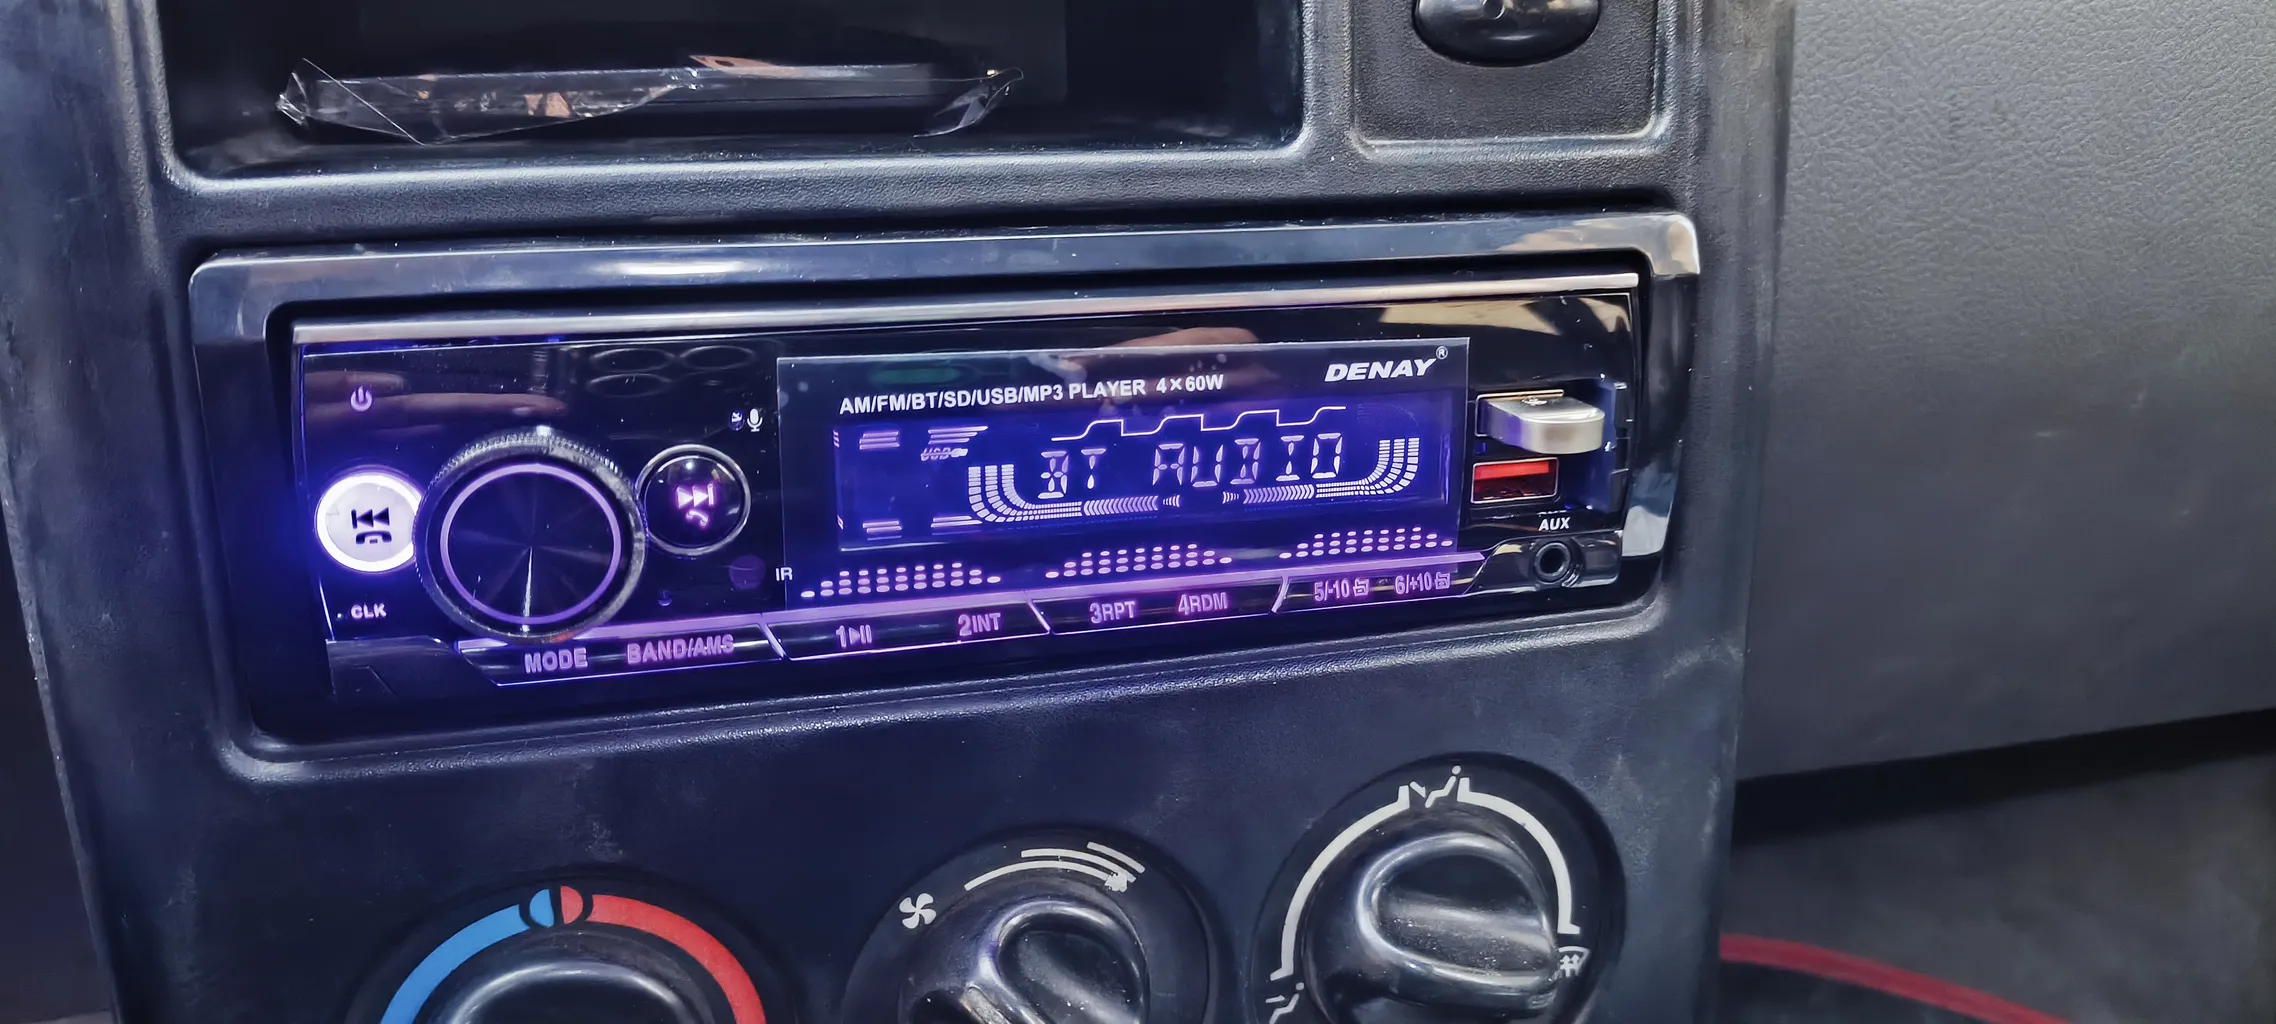 DENAY®
AM/FM/BT/SD/USB/MP3 PLAYER 4×60W
USB
BT AUDIO
AUX
IR
CLK
MODE
BAND/AMS
1
2INT
3RPT
4RDM
5/-10
6/+10